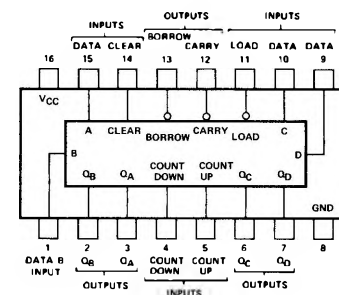 INPUTS OUTPUTS INPUTS
DATA CLEAR BORROW CARRY LOAD DATA DATA
16 15 14 13 12 11 10 9
VCC
A CLEAR BORROW CARRY LOAD C
B D
QB QA COUNT DOWN COUNT UP QC QD
GND
1 2 3 4 5 6 7 8
DATA B INPUT QB QA COUNT DOWN COUNT UP QC QD
OUTPUTS INPUTS OUTPUTS